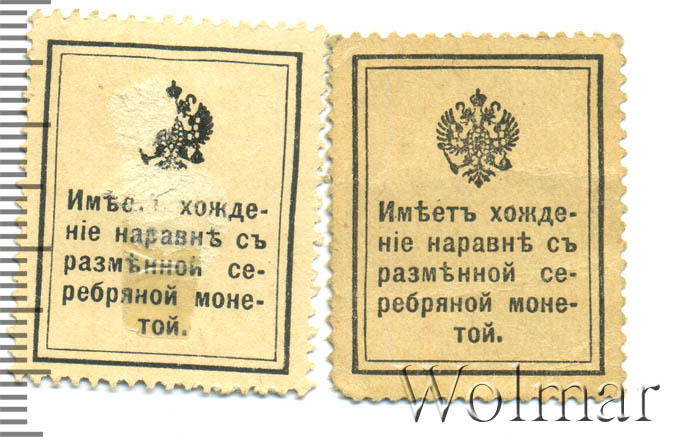 Имѣетъ хожде-
ніе наравнѣ съ
размѣнной се-
ребряной моне-
той.
Имѣетъ хожде-
ніе наравнѣ съ
размѣнной се-
ребряной моне-
той.
Wolmar